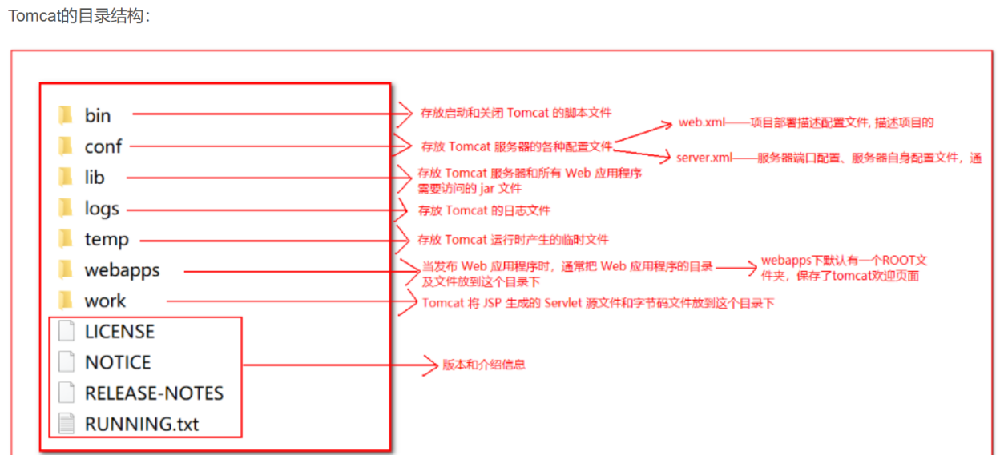 Tomcat的目录结构：
bin
存放启动和关闭 Tomcat 的脚本文件
conf
存放 Tomcat 服务器的各种配置文件
web.xml——项目部署描述配置文件, 描述项目的
server.xml——服务器端口配置、服务器自身配置文件，通
lib
存放 Tomcat 服务器和所有 Web 应用程序
需要访问的 jar 文件
logs
存放 Tomcat 的日志文件
temp
存放 Tomcat 运行时产生的临时文件
webapps
当发布 Web 应用程序时，通常把 Web 应用程序的目录
及文件放到这个目录下
webapps下默认有一个ROOT文
件夹，保存了tomcat欢迎页面
work
Tomcat 将 JSP 生成的 Servlet 源文件和字节码文件放到这个目录下
LICENSE
NOTICE
RELEASE-NOTES
RUNNING.txt
版本和介绍信息